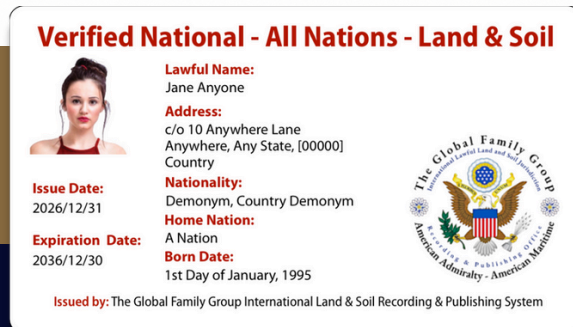 Verified National - All Nations - Land & Soil
Lawful Name:
Jane Anyone
Address:
c/o 10 Anywhere Lane
Anywhere, Any State, [00000]
Country
Issue Date:
2026/12/31
Nationality:
Demonym, Country Demonym
Home Nation:
A Nation
Expiration Date:
2036/12/30
Born Date:
1st Day of January, 1995
The Global Family Group
International Lawful Land and Soil Jurisdiction
Recording & Publishing Office
American Admiralty - American Maritime
Issued by: The Global Family Group International Land & Soil Recording & Publishing System